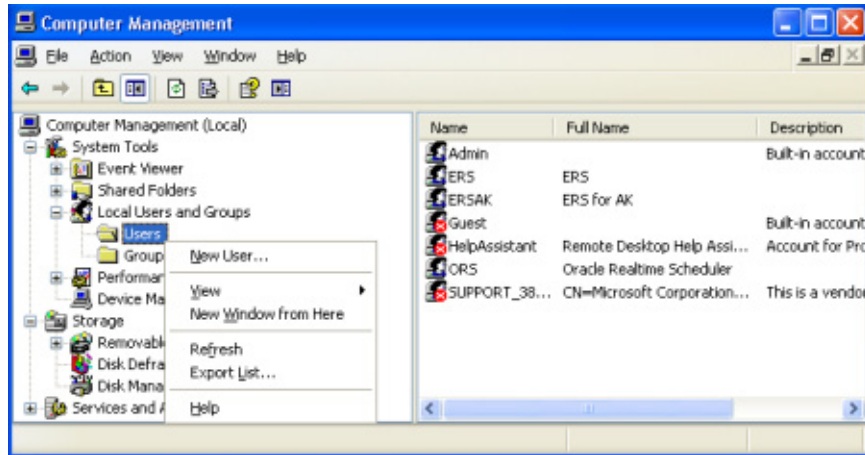 Computer Management
File Action View Window Help
Computer Management (Local)
System Tools
Event Viewer
Shared Folders
Local Users and Groups
Users
Group
Performan
Device Ma
Storage
Removabl
Disk Defra
Disk Mana
Services and A
New User...
View
New Window from Here
Refresh
Export List...
Help
Name Full Name Description
Admin Built-in account
ERS ERS
ERSAK ERS for AK
Guest Built-in account
HelpAssistant Remote Desktop Help Assi... Account for Pro
ORS Oracle Realtime Scheduler
SUPPORT_38... CN=Microsoft Corporation... This is a vendor